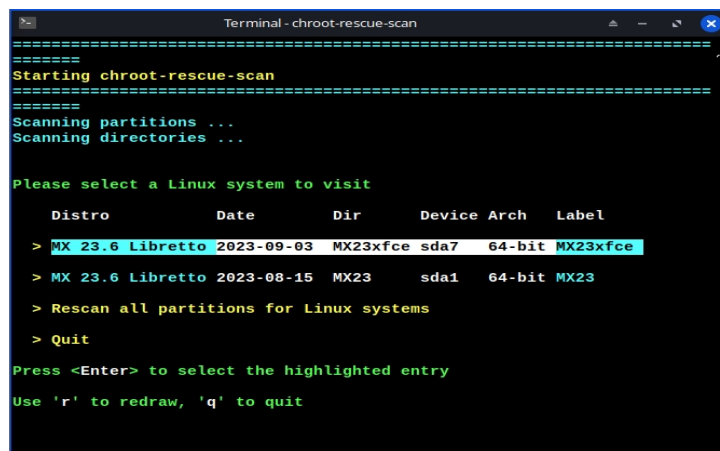 Terminal - chroot-rescue-scan
========================================================================
=======
Starting chroot-rescue-scan
========================================================================
=======
Scanning partitions ...
Scanning directories ...
Please select a Linux system to visit
Distro Date Dir Device Arch Label
> MX 23.6 Libretto 2023-09-03 MX23xfce sda7 64-bit MX23xfce
> MX 23.6 Libretto 2023-08-15 MX23 sda1 64-bit MX23
> Rescan all partitions for Linux systems
> Quit
Press <Enter> to select the highlighted entry
Use 'r' to redraw, 'q' to quit